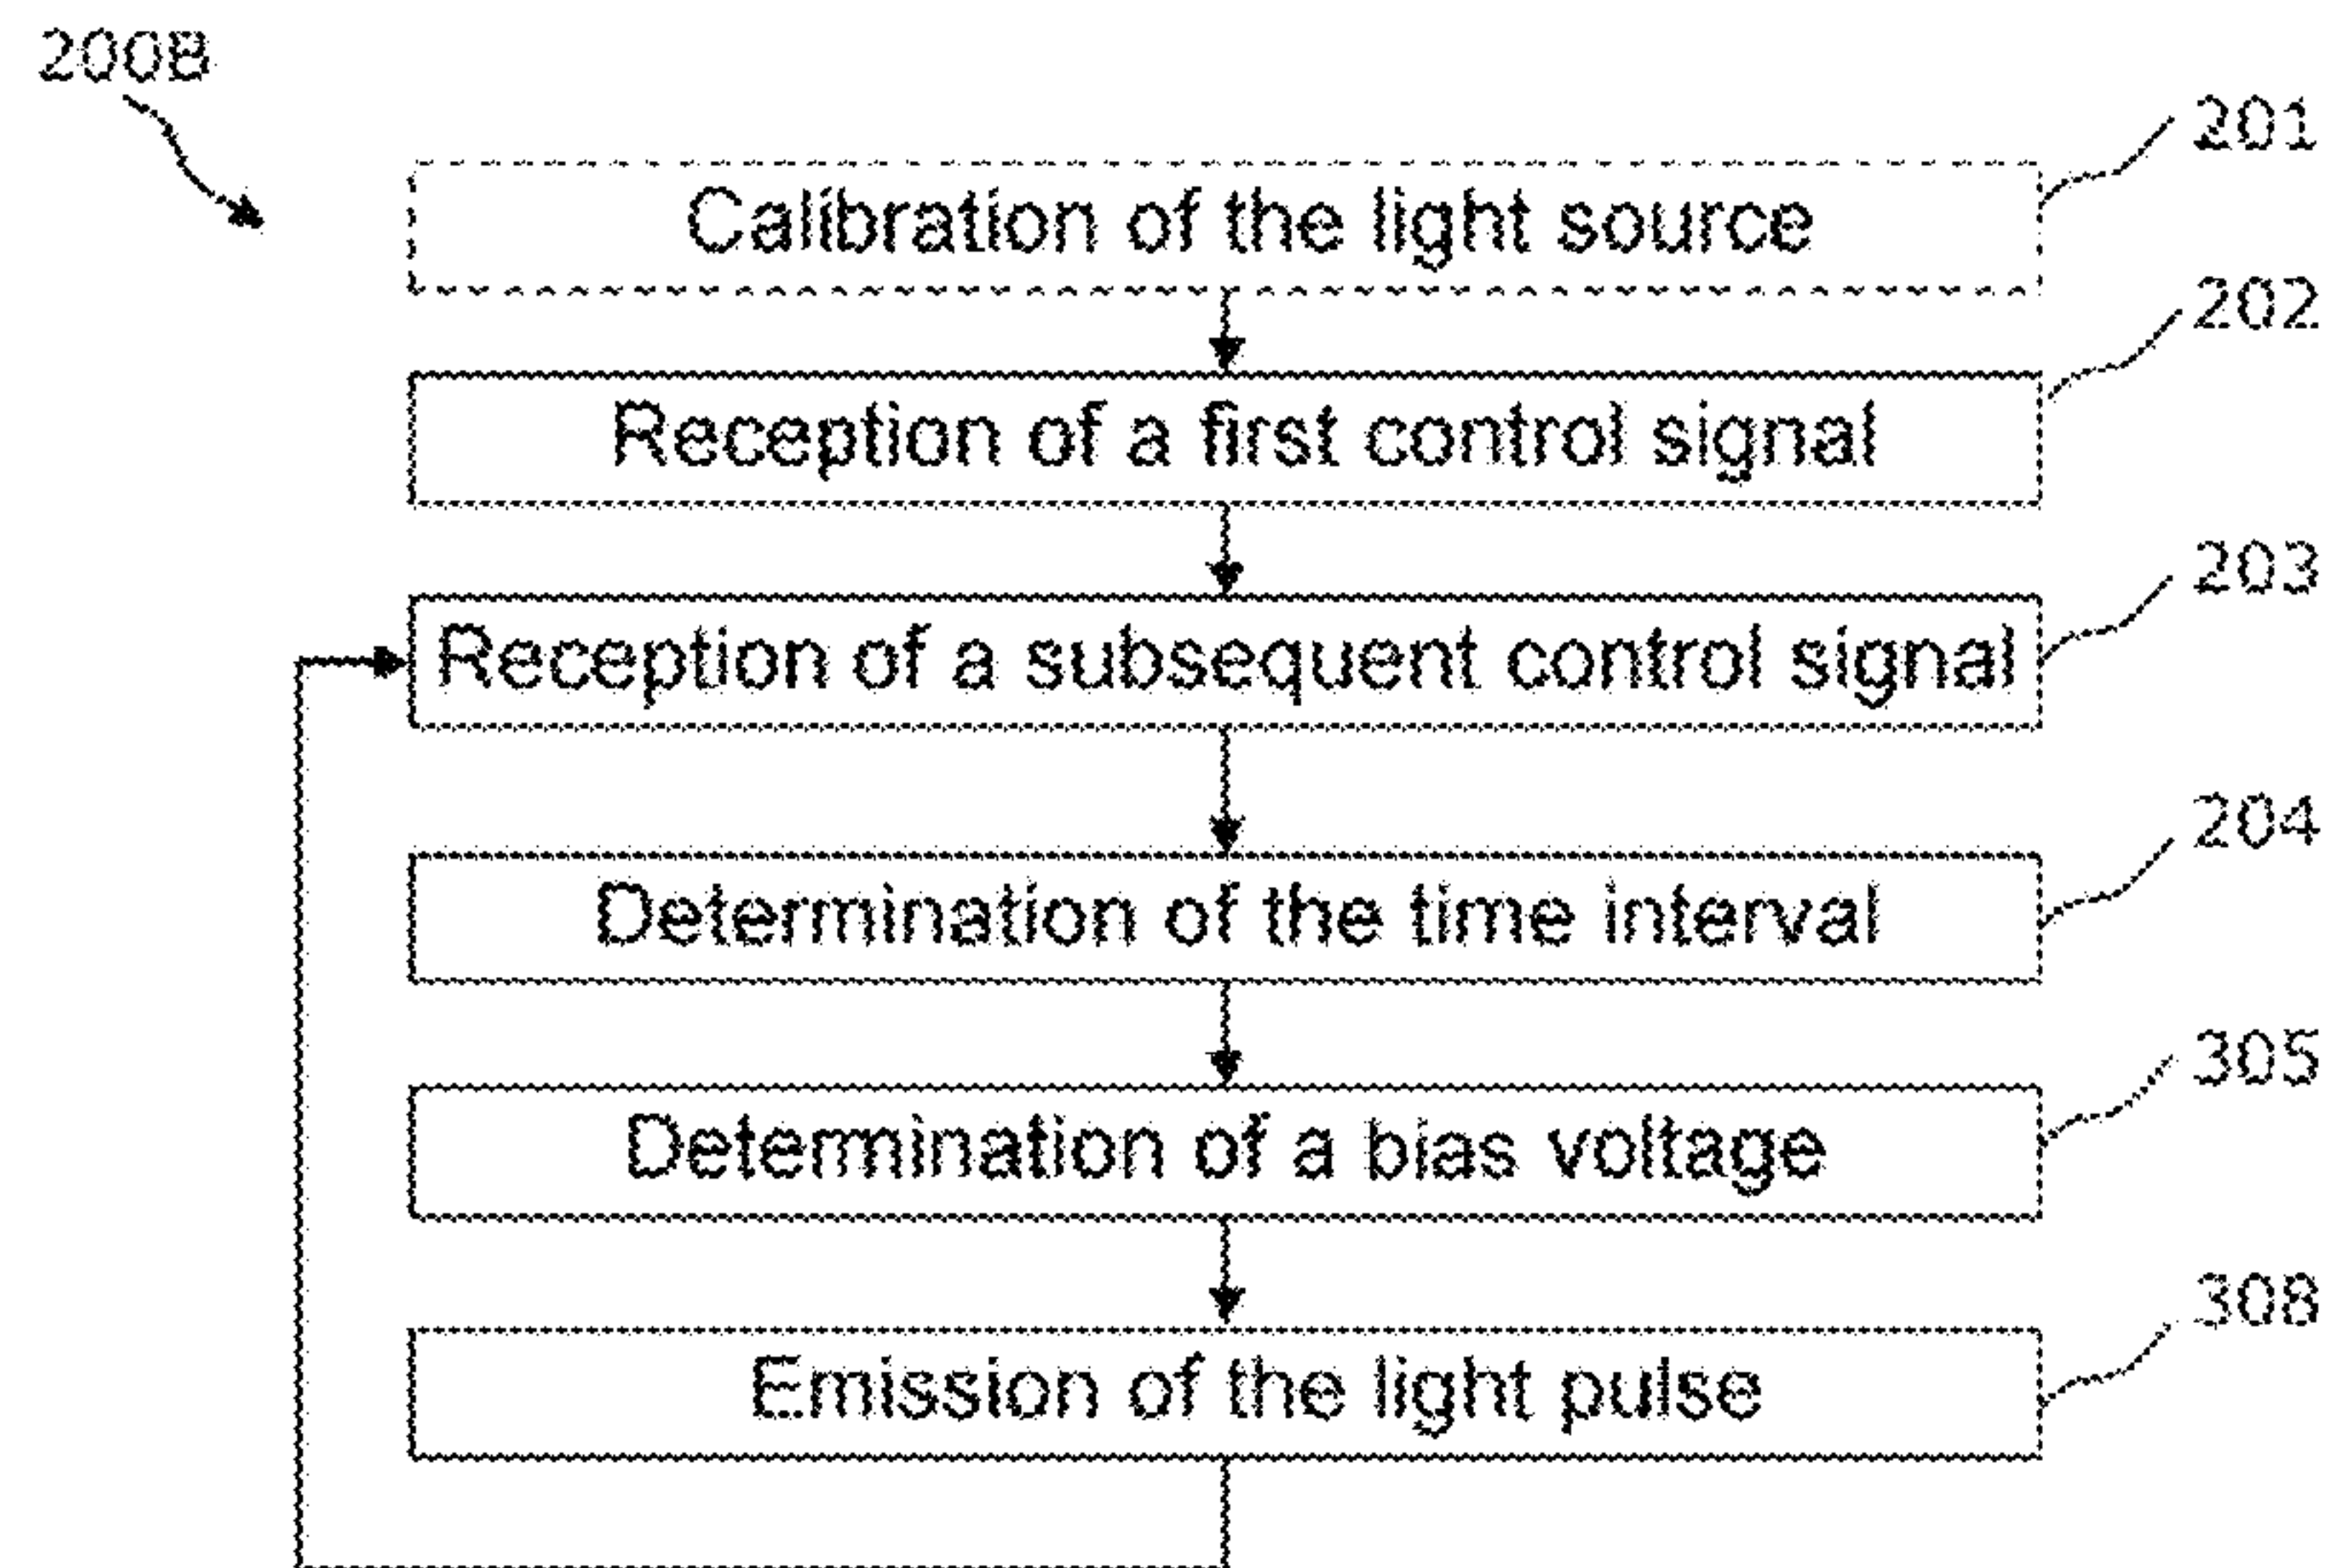 200B
201
Calibration of the light source
202
Reception of a first control signal
203
Reception of a subsequent control signal
204
Determination of the time interval
305
Determination of a bias voltage
308
Emission of the light pulse